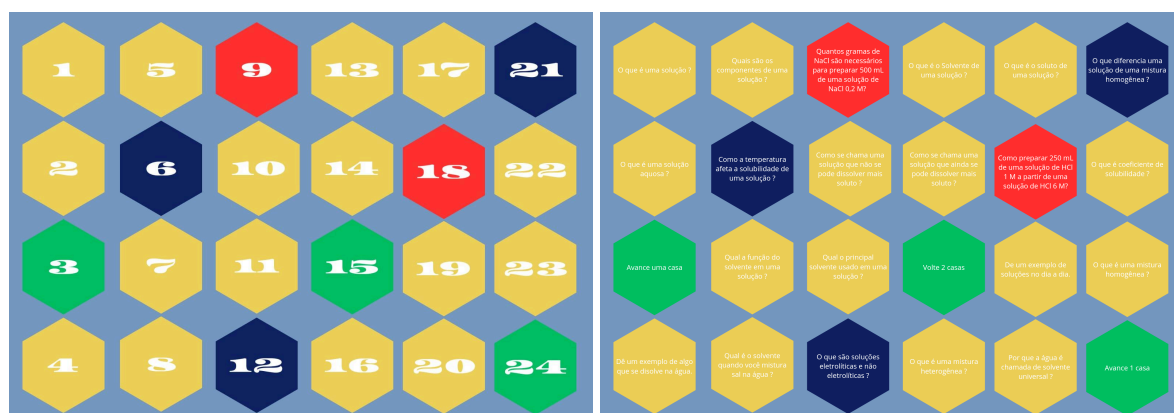 1
5
9
13
17
21
2
6
10
14
18
22
3
7
11
15
19
23
4
8
12
16
20
24
O que é uma solução ?
Quais são os
componentes de uma
solução ?
Quantos gramas de
NaCl são necessários
para preparar 500 mL
de uma solução de
NaCl 0,2 M?
O que é o Solvente de
uma solução ?
O que é o soluto de
uma solução ?
O que diferencia uma
solução de uma mistura
homogênea ?
O que é uma solução
aquosa ?
Como a temperatura
afeta a solubilidade de
uma solução ?
Como se chama uma
solução que não se
pode dissolver mais
soluto ?
Como se chama uma
solução que ainda se
pode dissolver mais
soluto ?
Como preparar 250 mL
de uma solução de HCl
1 M a partir de uma
solução de HCl 6 M?
O que é coeficiente de
solubilidade ?
Avance uma casa
Qual a função do
solvente em uma
solução ?
Qual o principal
solvente usado em uma
solução ?
Volte 2 casas
De um exemplo de
soluções no dia a dia.
O que é uma mistura
homogênea ?
Dê um exemplo de algo
que se disolve na água.
Qual é o solvente
quando você mistura
sal na água ?
O que são soluções
eletrolíticas e não
eletrolíticas ?
O que é uma mistura
heterogênea ?
Por que a água é
chamada de solvente
universal ?
Avance 1 casa